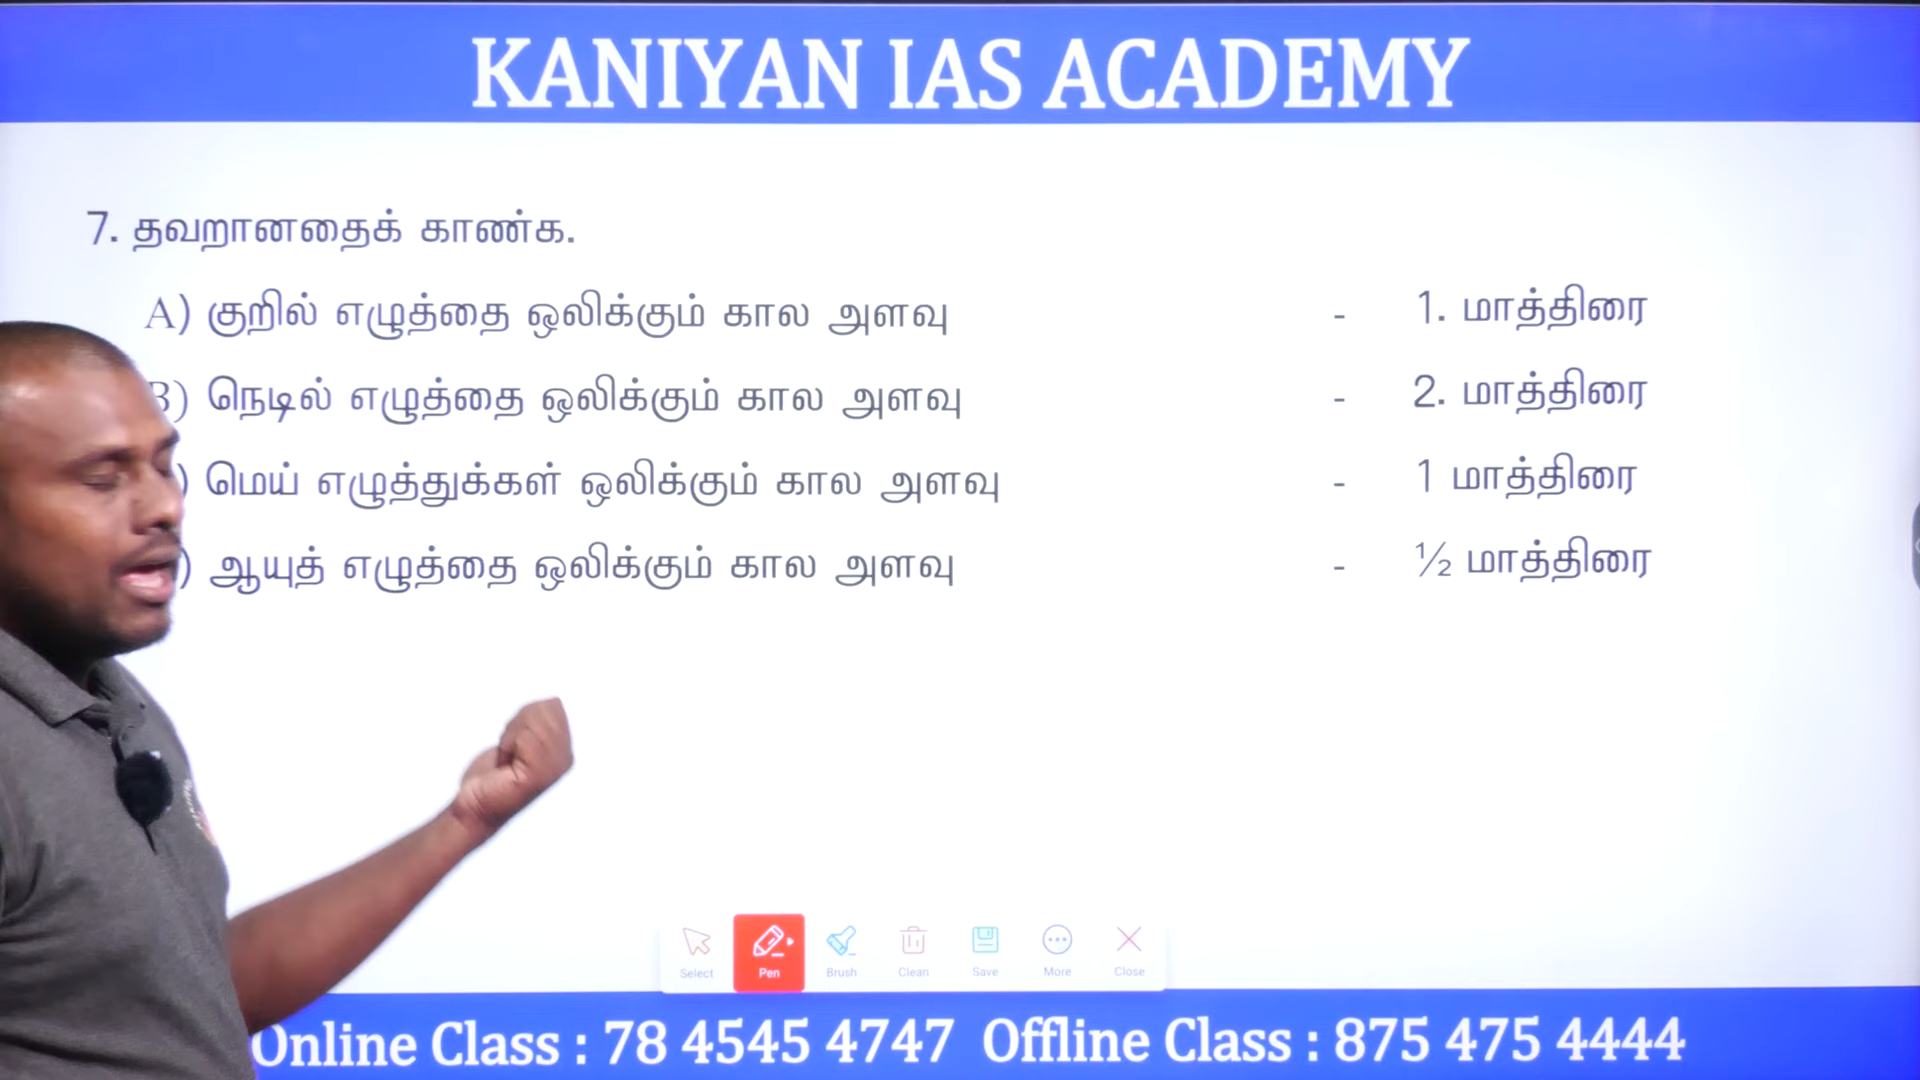 KANIYAN IAS ACADEMY
7. தவறானதைக் காண்க.
A) குறில் எழுத்தை ஒலிக்கும் கால அளவு - 1. மாத்திரை
B) நெடில் எழுத்தை ஒலிக்கும் கால அளவு - 2. மாத்திரை
) மெய் எழுத்துக்கள் ஒலிக்கும் கால அளவு - 1 மாத்திரை
) ஆயுத் எழுத்தை ஒலிக்கும் கால அளவு - ½ மாத்திரை
Select Pen Brush Clean Save More Close
Online Class : 78 4545 4747 Offline Class : 875 475 4444